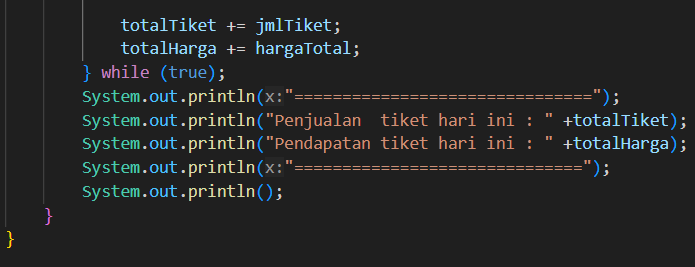 totalTiket += jmlTiket;
totalHarga += hargaTotal;
} while (true);
System.out.println(x:"===============================");
System.out.println("Penjualan  tiket hari ini : " +totalTiket);
System.out.println("Pendapatan tiket hari ini : " +totalHarga);
System.out.println(x:"==============================");
System.out.println();
}
}